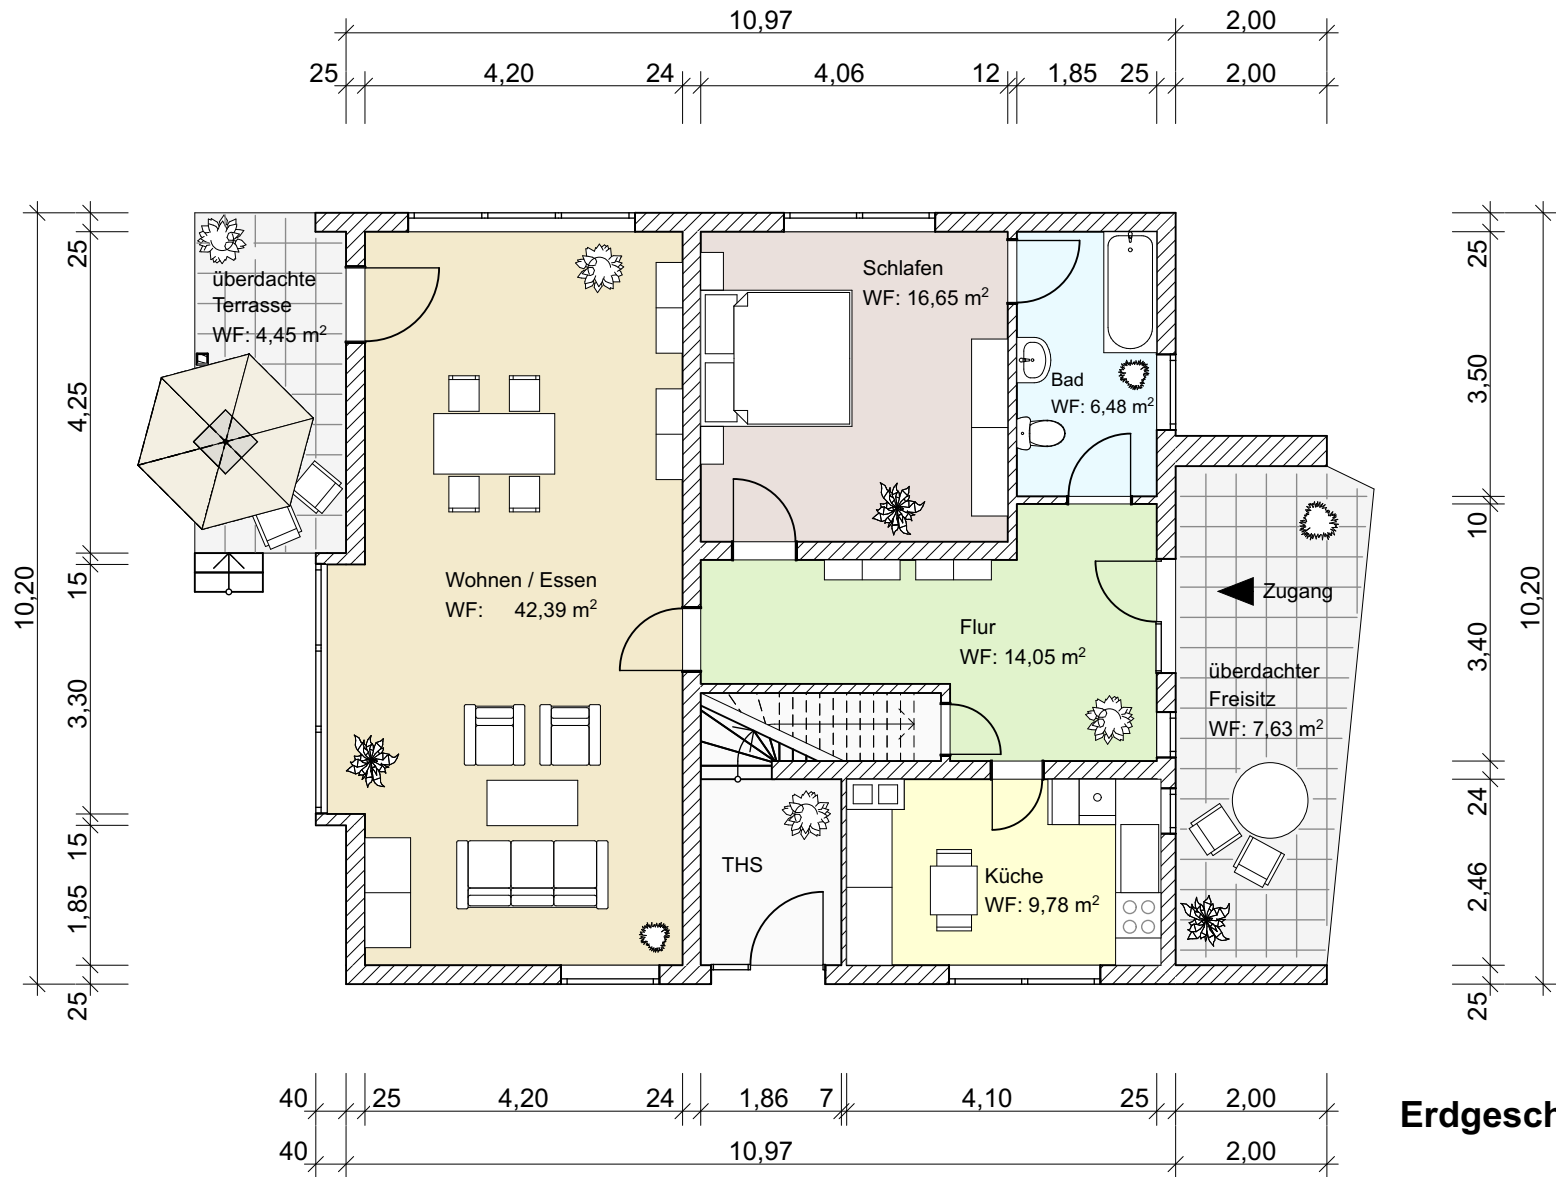 10,97 2,00
25 4,20 24 4,06 12 1,85 25 2,00
25
4,25
15
3,30
15
1,85
25
10,20
überdachte
Terrasse
WF: 4,45 m²
Wohnen / Essen
WF: 42,39 m²
Schlafen
WF: 16,65 m²
Bad
WF: 6,48 m²
Flur
WF: 14,05 m²
Zugang
überdachter
Freisitz
WF: 7,63 m²
THS
Küche
WF: 9,78 m²
25
3,50
10
3,40
24
2,46
25
10,20
40 25 4,20 24 1,86 7 4,10 25 2,00
40 10,97 2,00
Erdgesch